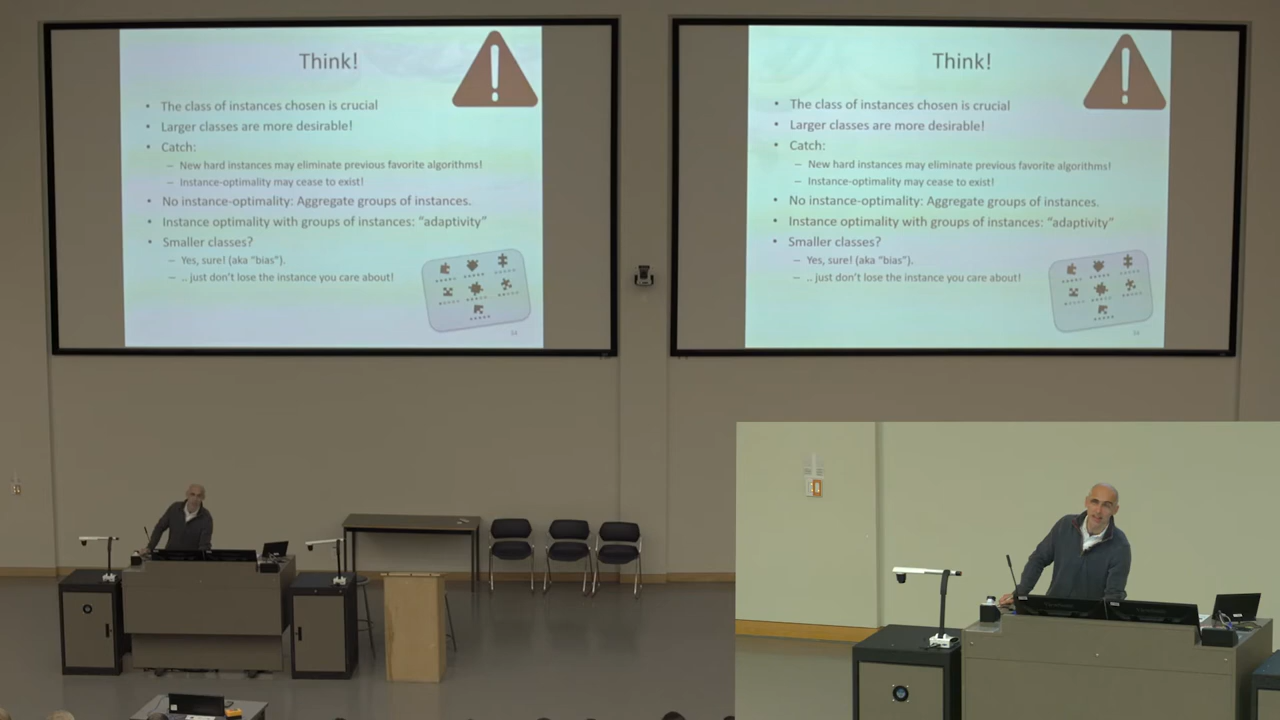 Think!
• The class of instances chosen is crucial
• Larger classes are more desirable!
• Catch:
– New hard instances may eliminate previous favorite algorithms!
– Instance-optimality may cease to exist!
• No instance-optimality: Aggregate groups of instances.
• Instance optimality with groups of instances: “adaptivity”
• Smaller classes?
– Yes, sure! (aka “bias”).
– .. just don’t lose the instance you care about!
Think!
• The class of instances chosen is crucial
• Larger classes are more desirable!
• Catch:
– New hard instances may eliminate previous favorite algorithms!
– Instance-optimality may cease to exist!
• No instance-optimality: Aggregate groups of instances.
• Instance optimality with groups of instances: “adaptivity”
• Smaller classes?
– Yes, sure! (aka “bias”).
– .. just don’t lose the instance you care about!